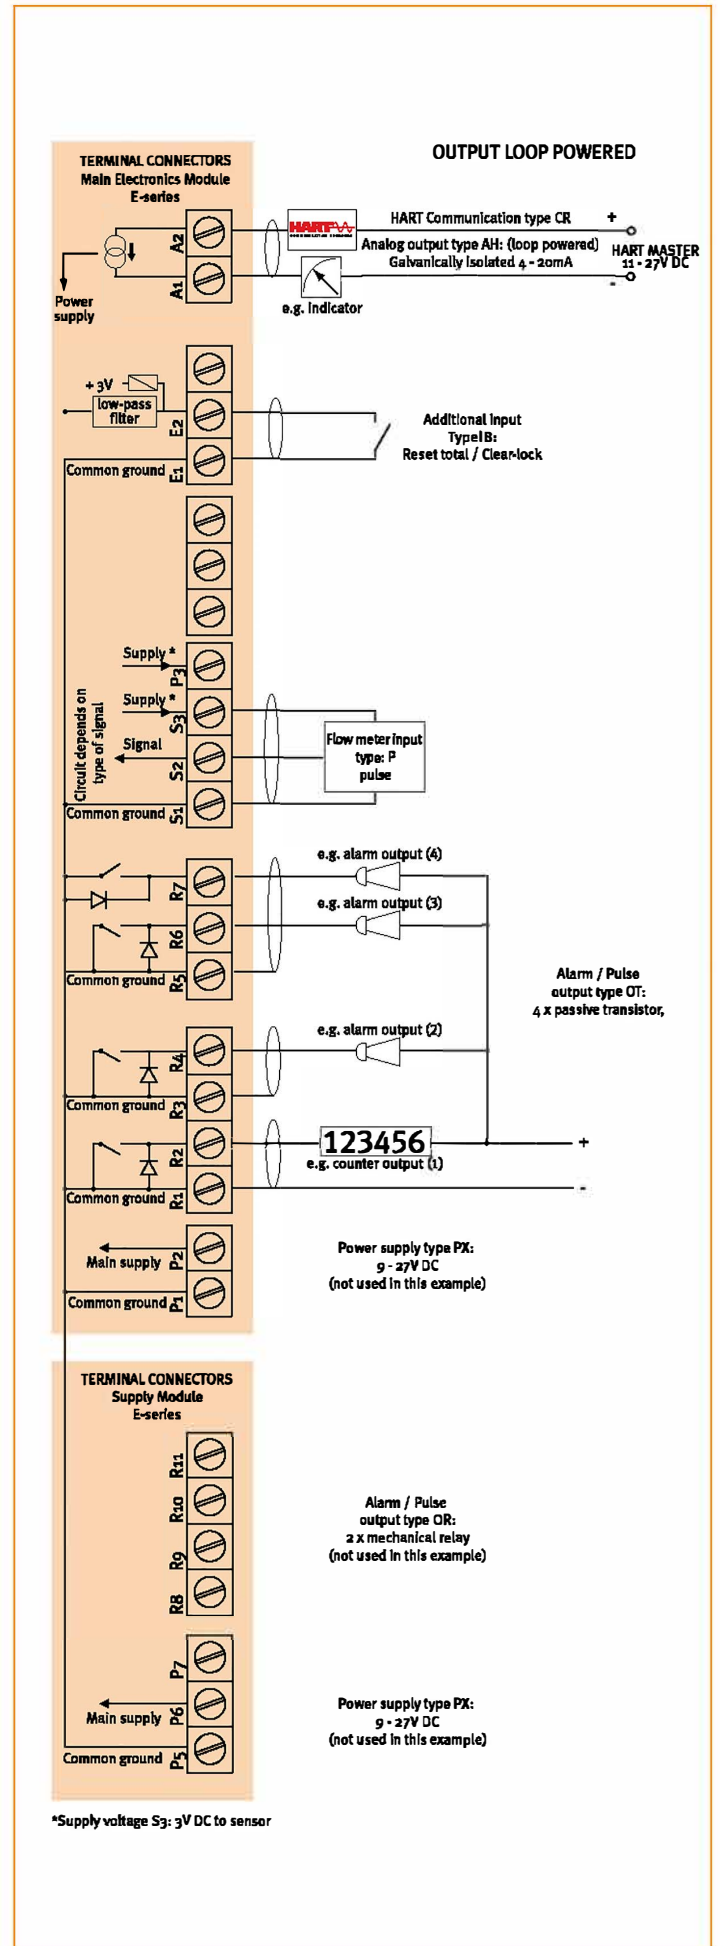 OUTPUT LOOP POWERED
TERMINAL CONNECTORS
Main Electronics Module
E-series
A2
A1
Power
supply
HART
HART Communication type CR
+
Analog output type AH: (loop powered)
Galvanically isolated 4 - 20mA
HART MASTER
11 - 27V DC
-
e.g. indicator
+ 3V
low-pass
filter
E2
Common ground
E1
Additional input
Type IB:
Reset total / Clear-lock
Supply *
P3
Supply *
S3
Signal
S2
Common ground
S1
Circuit depends on
type of signal
Flow meter input
type: P
pulse
e.g. alarm output (4)
R7
e.g. alarm output (3)
R6
Common ground
R5
Alarm / Pulse
output type OT:
4 x passive transistor,
e.g. alarm output (2)
R4
Common ground
R3
123456
+
e.g. counter output (1)
R2
Common ground
R1
-
Main supply
P2
Common ground
P1
Power supply type PX:
9 - 27V DC
(not used in this example)
TERMINAL CONNECTORS
Supply Module
E-series
R11
R10
R9
R8
Alarm / Pulse
output type OR:
2 x mechanical relay
(not used in this example)
P7
Main supply
P6
Common ground
P5
Power supply type PX:
9 - 27V DC
(not used in this example)
*Supply voltage S3: 3V DC to sensor